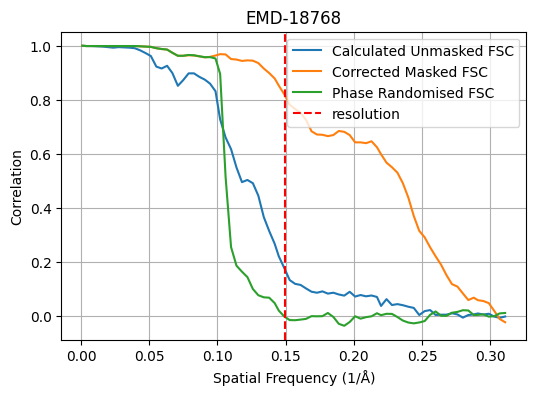 EMD-18768
Calculated Unmasked FSC
Corrected Masked FSC
Phase Randomised FSC
resolution
Correlation
1.0
0.8
0.6
0.4
0.2
0.0
0.00 0.05 0.10 0.15 0.20 0.25 0.30
Spatial Frequency (1/Å)